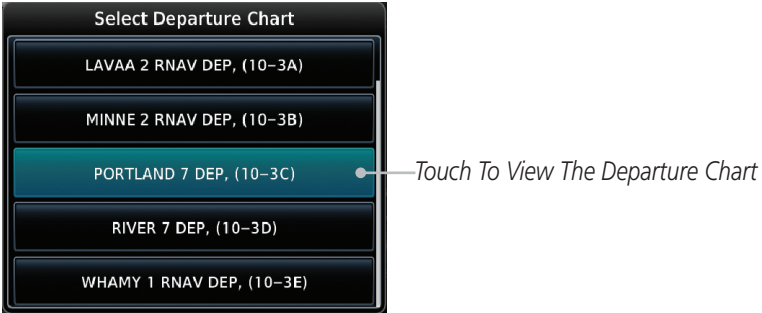 Select Departure Chart
LAVAA 2 RNAV DEP, (10–3A)
MINNE 2 RNAV DEP, (10–3B)
PORTLAND 7 DEP, (10–3C)
Touch To View The Departure Chart
RIVER 7 DEP, (10–3D)
WHAMY 1 RNAV DEP, (10–3E)